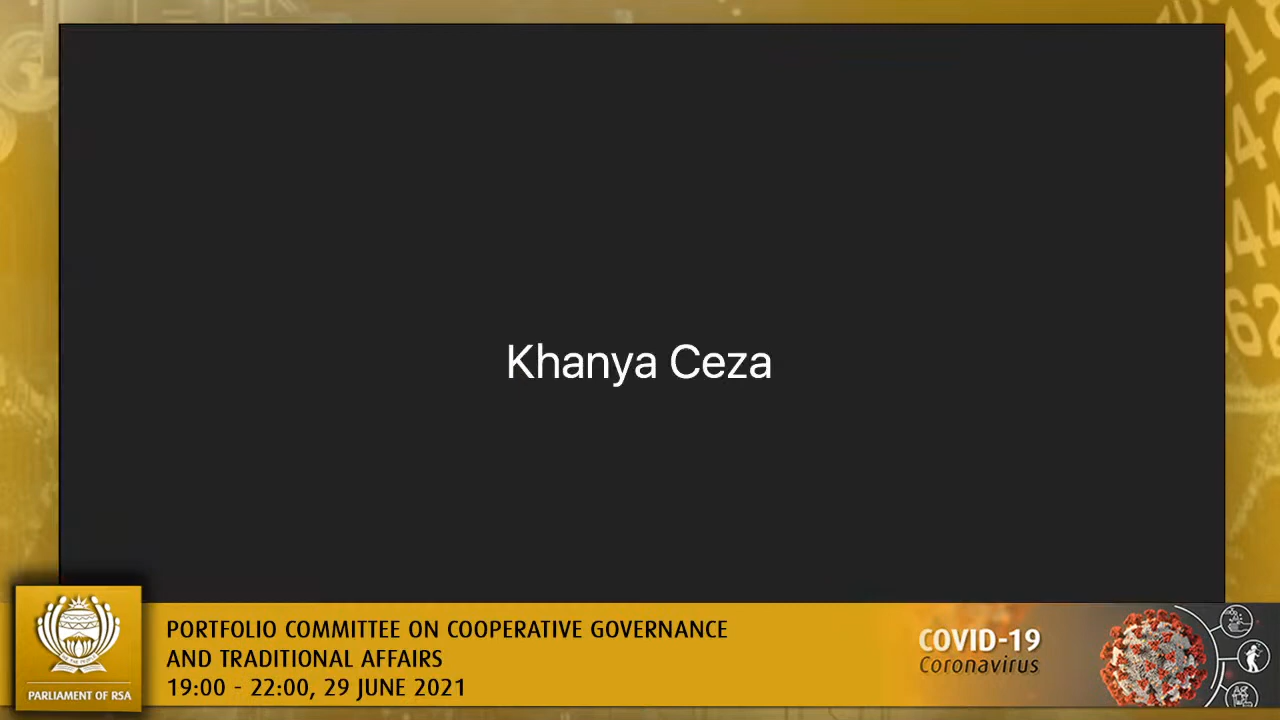 Khanya Ceza
PORTFOLIO COMMITTEE ON COOPERATIVE GOVERNANCE
AND TRADITIONAL AFFAIRS
19:00 - 22:00, 29 JUNE 2021
PARLIAMENT OF RSA
COVID-19
Coronavirus